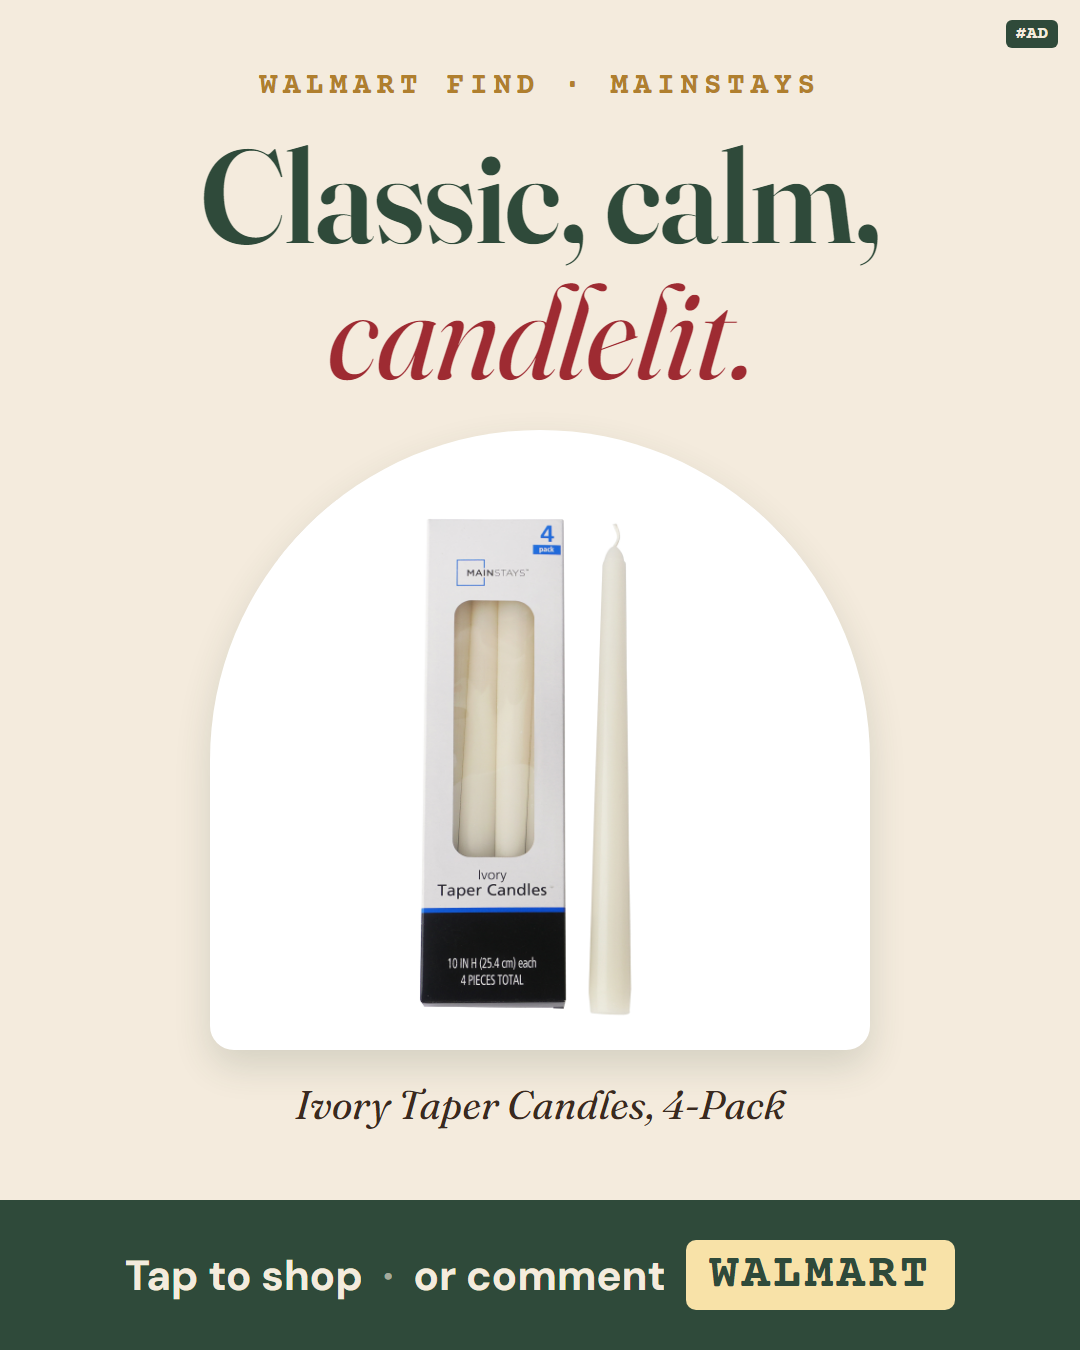 #AD
WALMART FIND · MAINSTAYS
Classic, calm,
candlelit.
4
pack
MAINSTAYS™
Ivory
Taper Candles
10 IN H (25.4 cm) each
4 PIECES TOTAL
Ivory Taper Candles, 4-Pack
Tap to shop · or comment WALMART